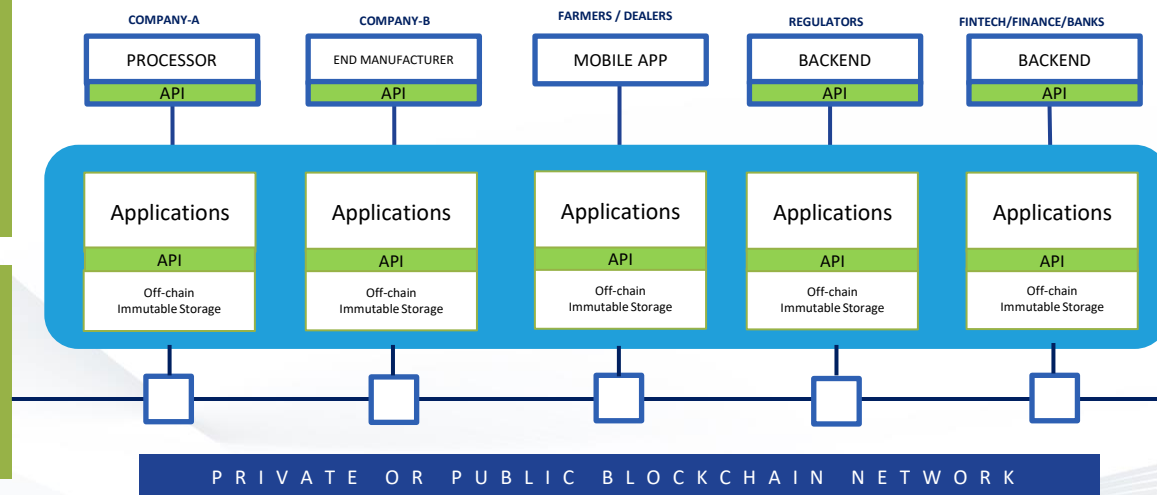 COMPANY-A
COMPANY-B
FARMERS / DEALERS
REGULATORS
FINTECH/FINANCE/BANKS
PROCESSOR
END MANUFACTURER
MOBILE APP
BACKEND
BACKEND
API
API
API
API
Applications
Applications
Applications
Applications
Applications
API
API
API
API
API
Off-chain
Immutable Storage
Off-chain
Immutable Storage
Off-chain
Immutable Storage
Off-chain
Immutable Storage
Off-chain
Immutable Storage
PRIVATE OR PUBLIC BLOCKCHAIN NETWORK